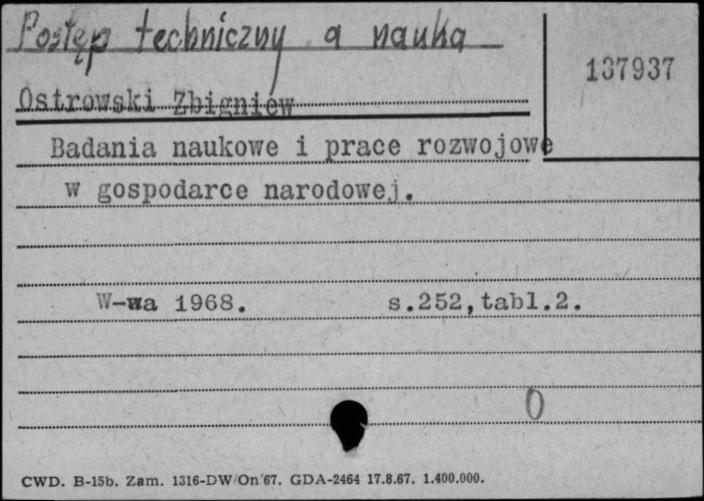 Postęp techniczny a nauka
137937
Ostrowski Zbigniew
Badania naukowe i prace rozwojowe
w gospodarce narodowej.
W-wa 1968. s.252,tabl.2.
0
CWD. B-15b. Zam. 1316-DW/On/67. GDA-2464 17.8.67. 1.400.000.